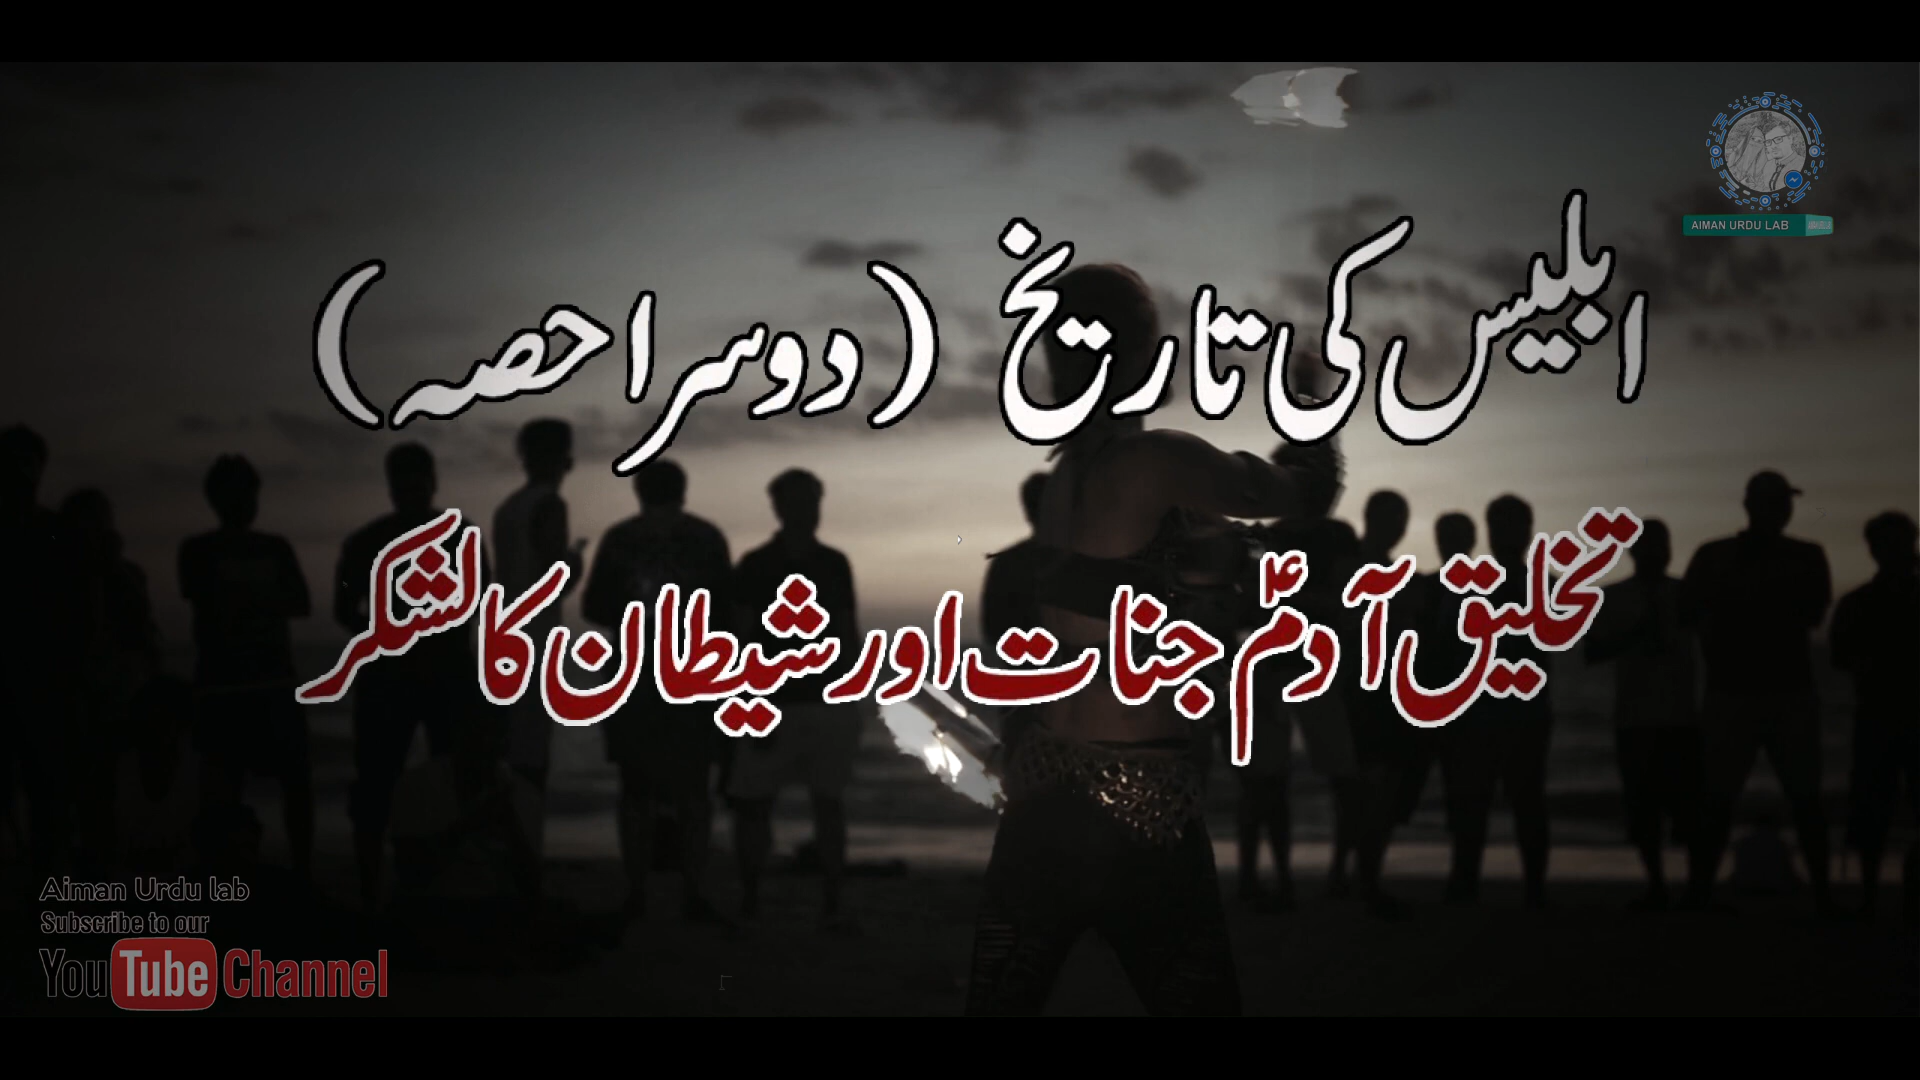 AIMAN URDU LAB
ابلیس کی تاریخ (دوسرا حصہ)
تخلیق آدمؑ جنات اور شیطان کا لشکر
Aiman Urdu lab
Subscribe to our
YouTube Channel